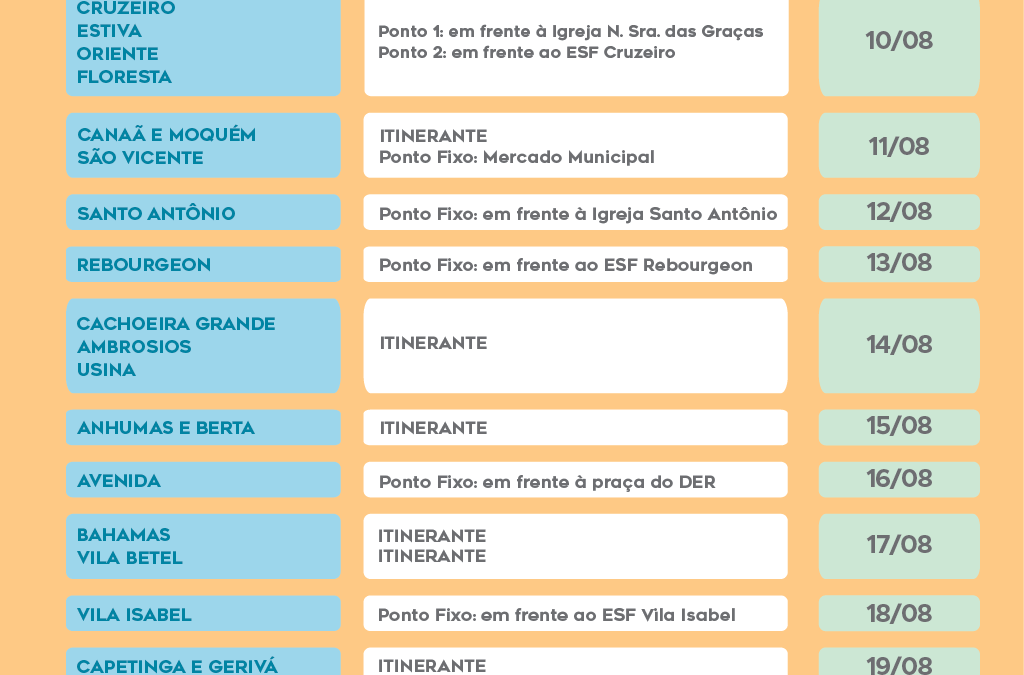 CRUZEIRO
ESTIVA
ORIENTE
FLORESTA
Ponto 1: em frente à Igreja N. Sra. das Graças
Ponto 2: em frente ao ESF Cruzeiro
10/08
CANAÃ E MOQUÉM
SÃO VICENTE
ITINERANTE
Ponto Fixo: Mercado Municipal
11/08
SANTO ANTÔNIO
Ponto Fixo: em frente à Igreja Santo Antônio
12/08
REBOURGEON
Ponto Fixo: em frente ao ESF Rebourgeon
13/08
CACHOEIRA GRANDE
AMBROSIOS
USINA
ITINERANTE
14/08
ANHUMAS E BERTA
ITINERANTE
15/08
AVENIDA
Ponto Fixo: em frente à praça do DER
16/08
BAHAMAS
VILA BETEL
ITINERANTE
ITINERANTE
17/08
VILA ISABEL
Ponto Fixo: em frente ao ESF Vila Isabel
18/08
CAPETINGA E GERIVÁ
ITINERANTE
19/08